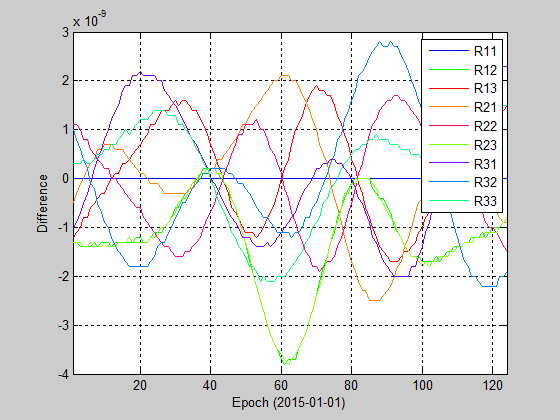 x 10^-9
3
2
1
0
-1
-2
-3
-4
Difference
20
40
60
80
100
120
Epoch (2015-01-01)
R11
R12
R13
R21
R22
R23
R31
R32
R33